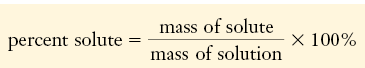 percent solute = mass of solute / mass of solution × 100%